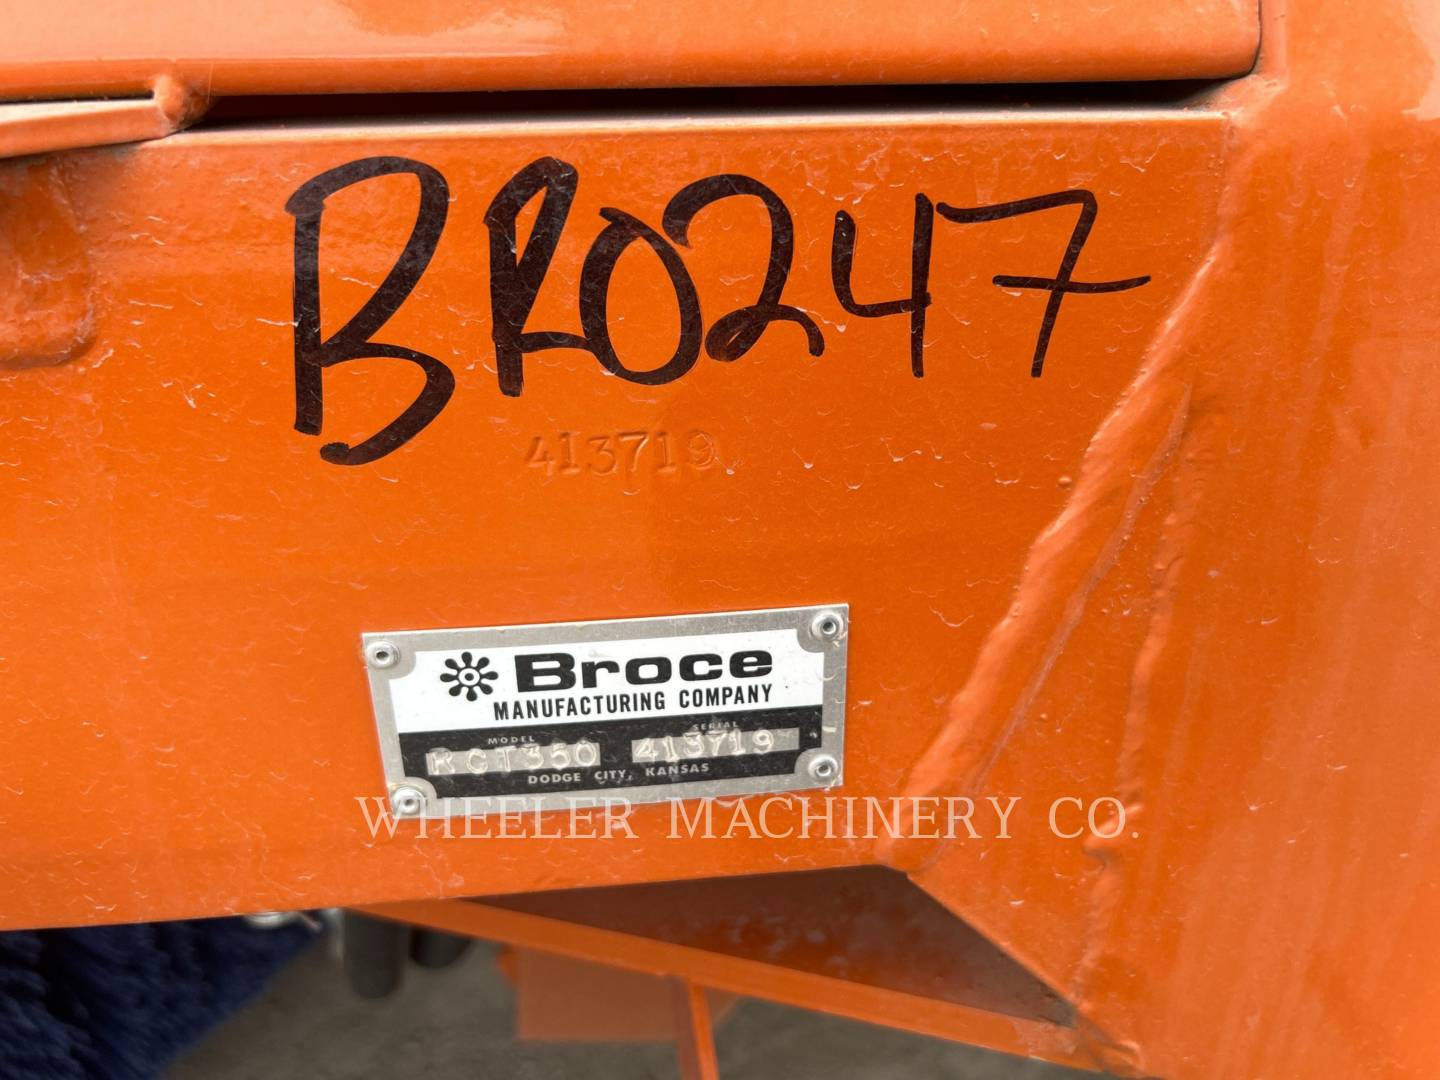 BR0247
413719
Broce
MANUFACTURING COMPANY
MODEL SERIAL
RCT350 413719
DODGE CITY, KANSAS
WHEELER MACHINERY CO.